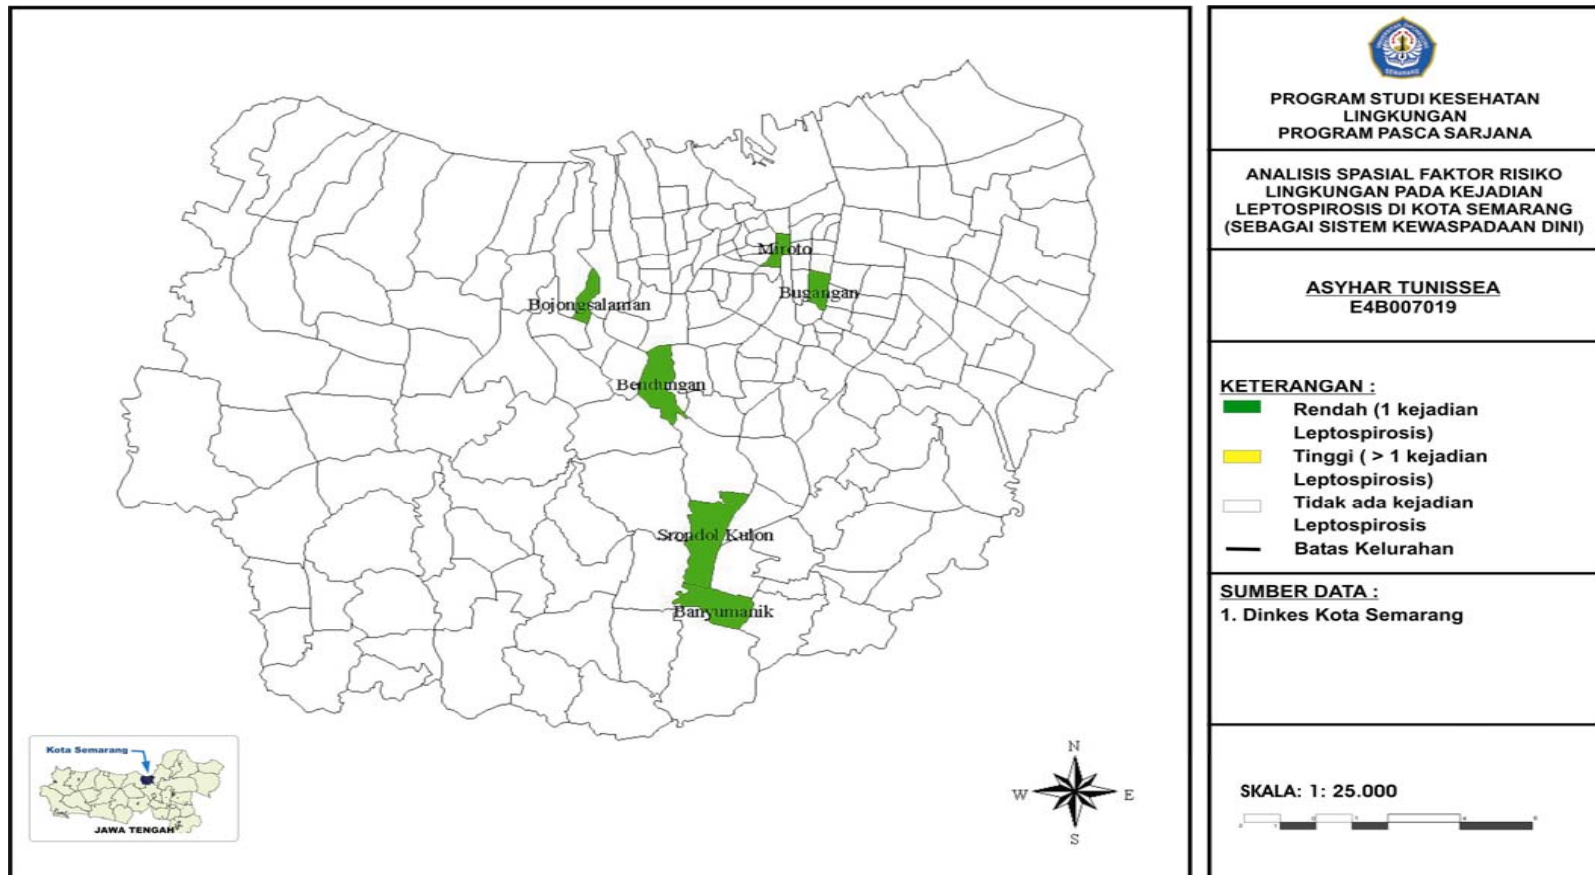 Miroto
Bugangan
Bojongsalaman
Bendungan
Srondol Kulon
Banyumanik
Kota Semarang
JAWA TENGAH
N
W
E
S
SEMARANG
PROGRAM STUDI KESEHATAN
LINGKUNGAN
PROGRAM PASCA SARJANA
ANALISIS SPASIAL FAKTOR RISIKO
LINGKUNGAN PADA KEJADIAN
LEPTOSPIROSIS DI KOTA SEMARANG
(SEBAGAI SISTEM KEWASPADAAN DINI)
ASYHAR TUNISSEA
E4B007019
KETERANGAN :
Rendah (1 kejadian
Leptospirosis)
Tinggi ( > 1 kejadian
Leptospirosis)
Tidak ada kejadian
Leptospirosis
Batas Kelurahan
SUMBER DATA :
1. Dinkes Kota Semarang
SKALA: 1: 25.000